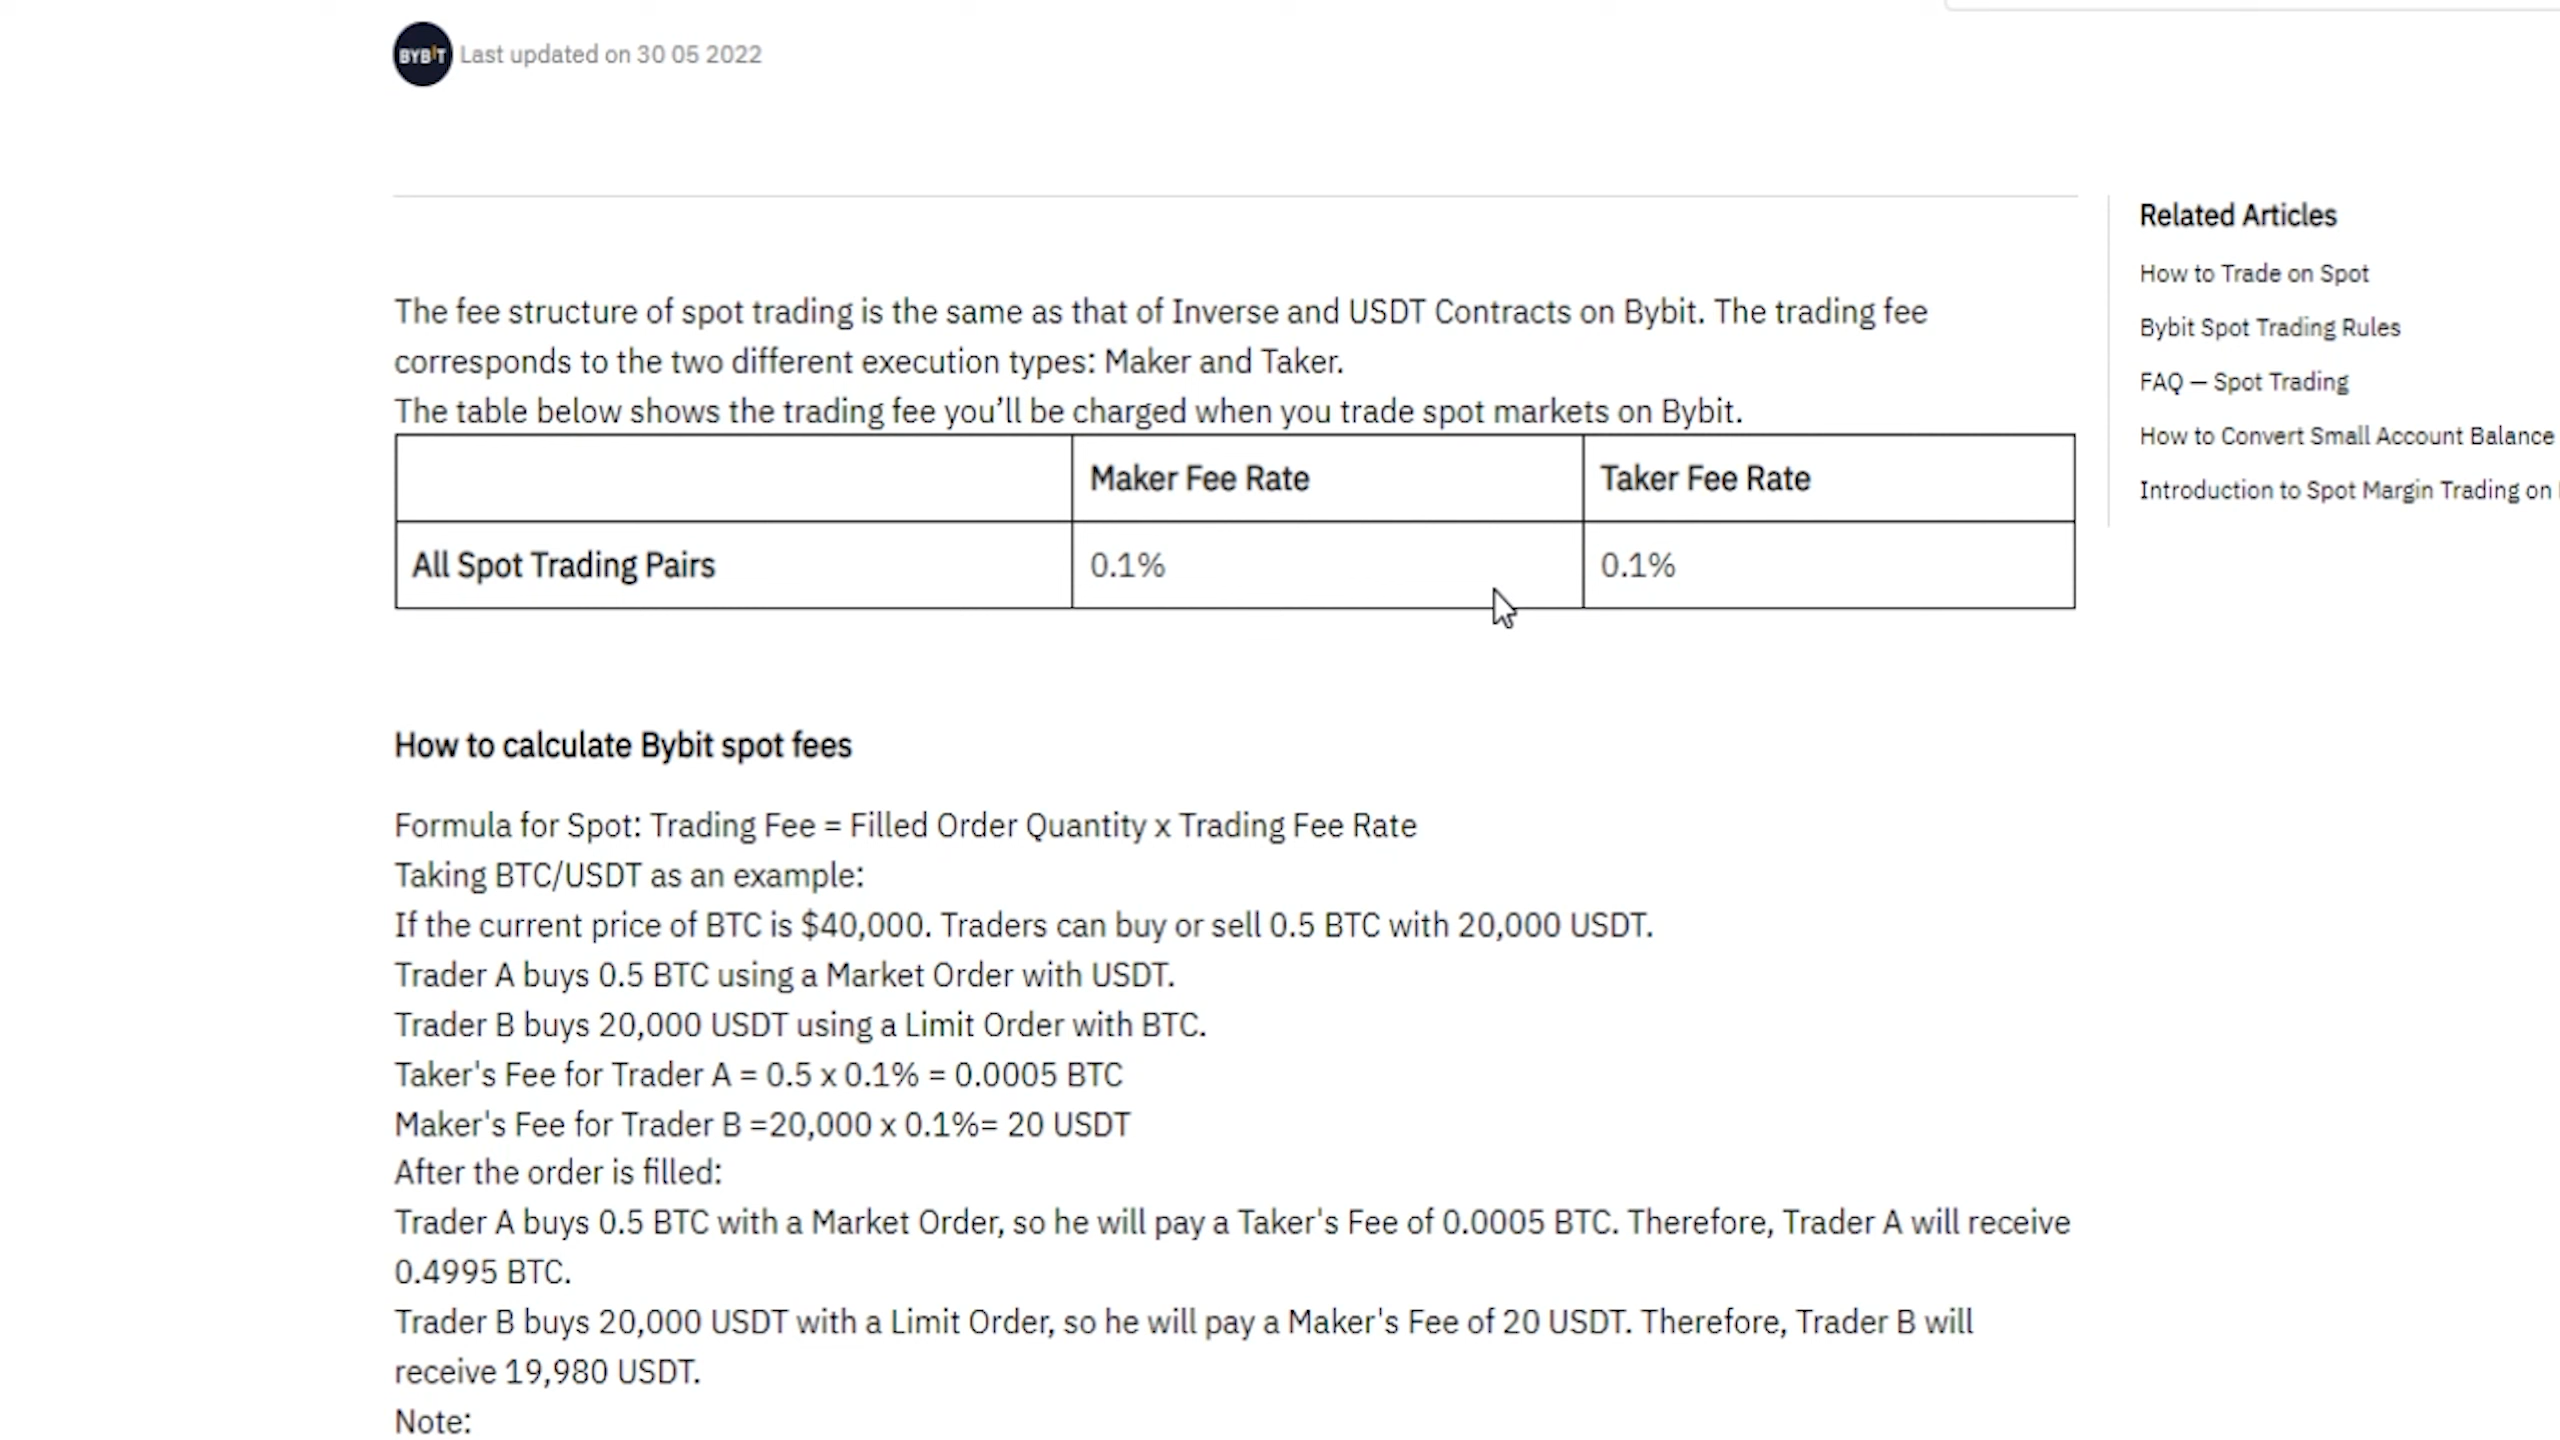 BYBIT Last updated on 30 05 2022
Related Articles
How to Trade on Spot
Bybit Spot Trading Rules
FAQ — Spot Trading
How to Convert Small Account Balance
Introduction to Spot Margin Trading on
The fee structure of spot trading is the same as that of Inverse and USDT Contracts on Bybit. The trading fee
corresponds to the two different execution types: Maker and Taker.
The table below shows the trading fee you’ll be charged when you trade spot markets on Bybit.
Maker Fee Rate Taker Fee Rate
All Spot Trading Pairs 0.1% 0.1%
How to calculate Bybit spot fees
Formula for Spot: Trading Fee = Filled Order Quantity x Trading Fee Rate
Taking BTC/USDT as an example:
If the current price of BTC is $40,000. Traders can buy or sell 0.5 BTC with 20,000 USDT.
Trader A buys 0.5 BTC using a Market Order with USDT.
Trader B buys 20,000 USDT using a Limit Order with BTC.
Taker's Fee for Trader A = 0.5 x 0.1% = 0.0005 BTC
Maker's Fee for Trader B =20,000 x 0.1%= 20 USDT
After the order is filled:
Trader A buys 0.5 BTC with a Market Order, so he will pay a Taker's Fee of 0.0005 BTC. Therefore, Trader A will receive
0.4995 BTC.
Trader B buys 20,000 USDT with a Limit Order, so he will pay a Maker's Fee of 20 USDT. Therefore, Trader B will
receive 19,980 USDT.
Note: